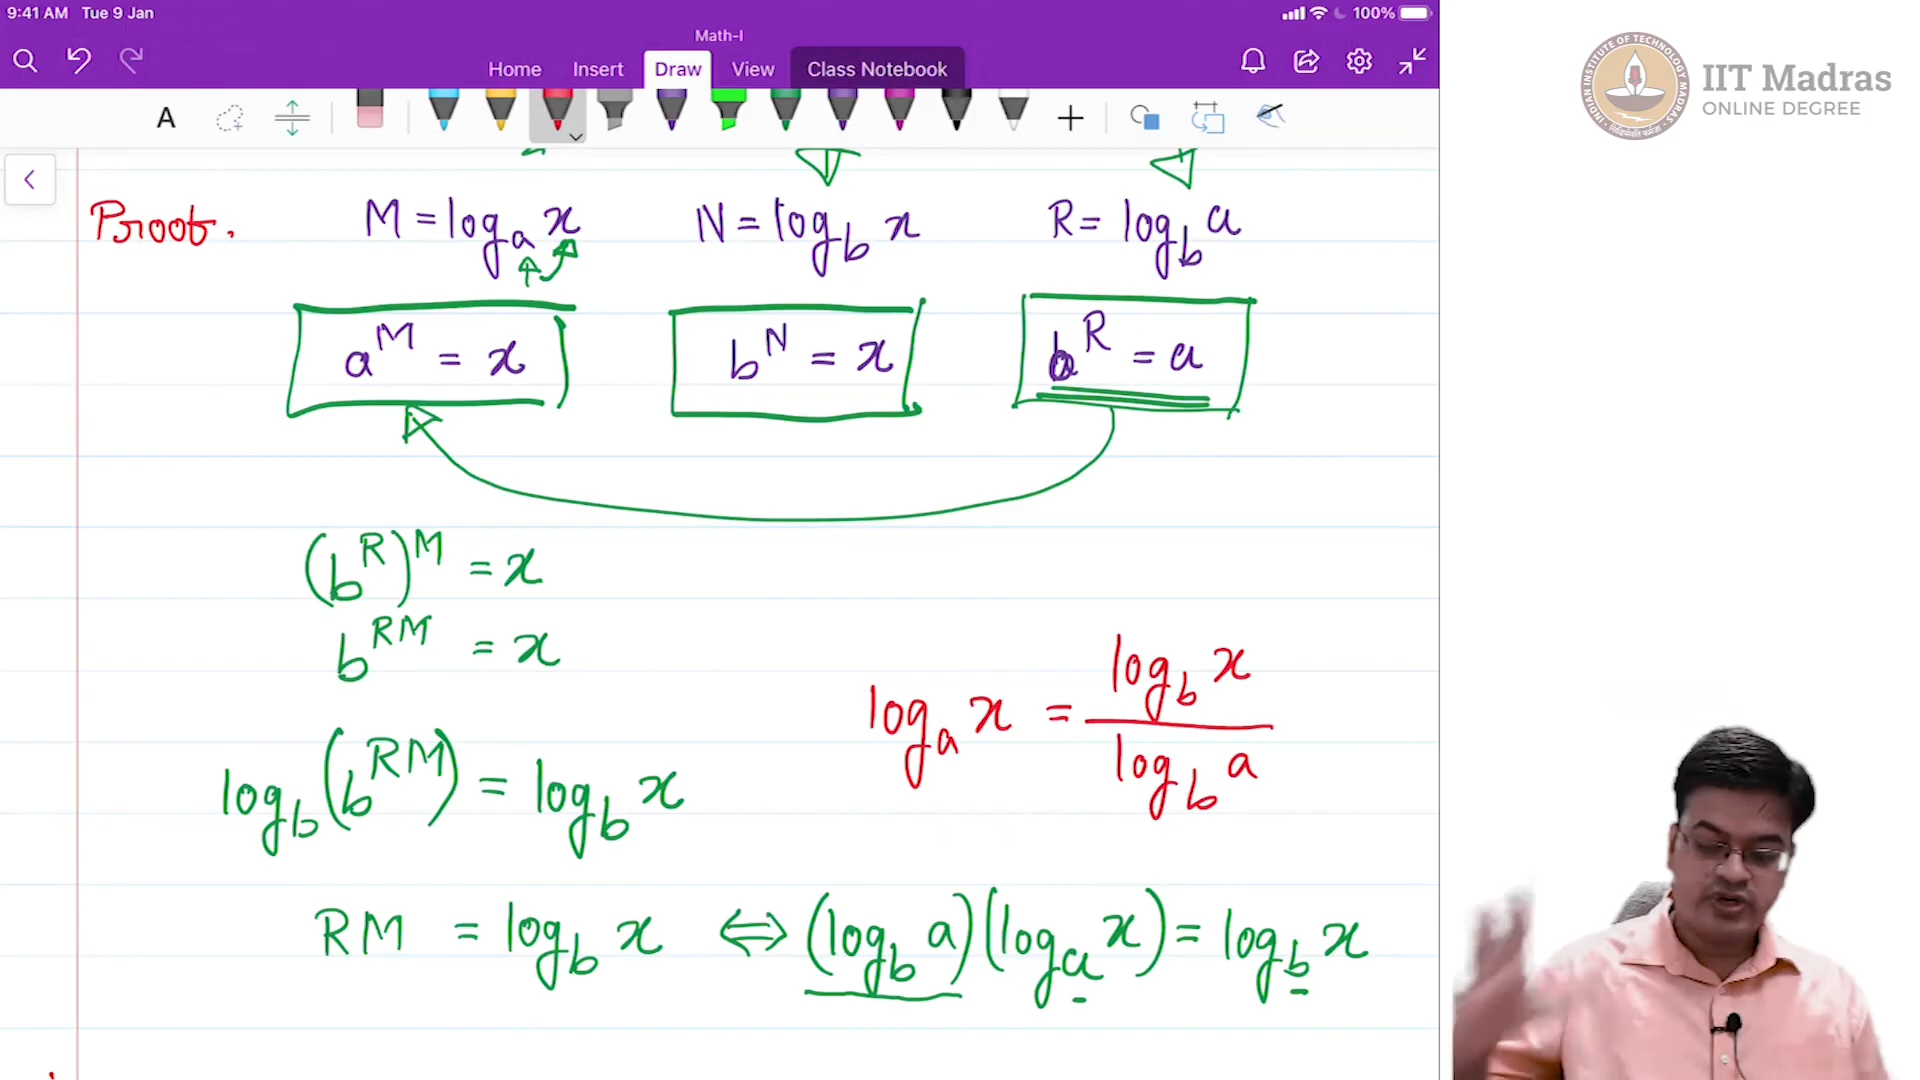 9:41 AM Tue 9 Jan
100%
Math-I
Home Insert Draw View Class Notebook
A
IIT Madras
ONLINE DEGREE
Proof. M = log_a x N = log_b x R = log_b a
a^M = x b^N = x b^R = a
(b^R)^M = x
b^{RM} = x
log_a x = \frac{log_b x}{log_b a}
log_b (b^{RM}) = log_b x
RM = log_b x ⇔ (log_b a)(log_a x) = log_b x